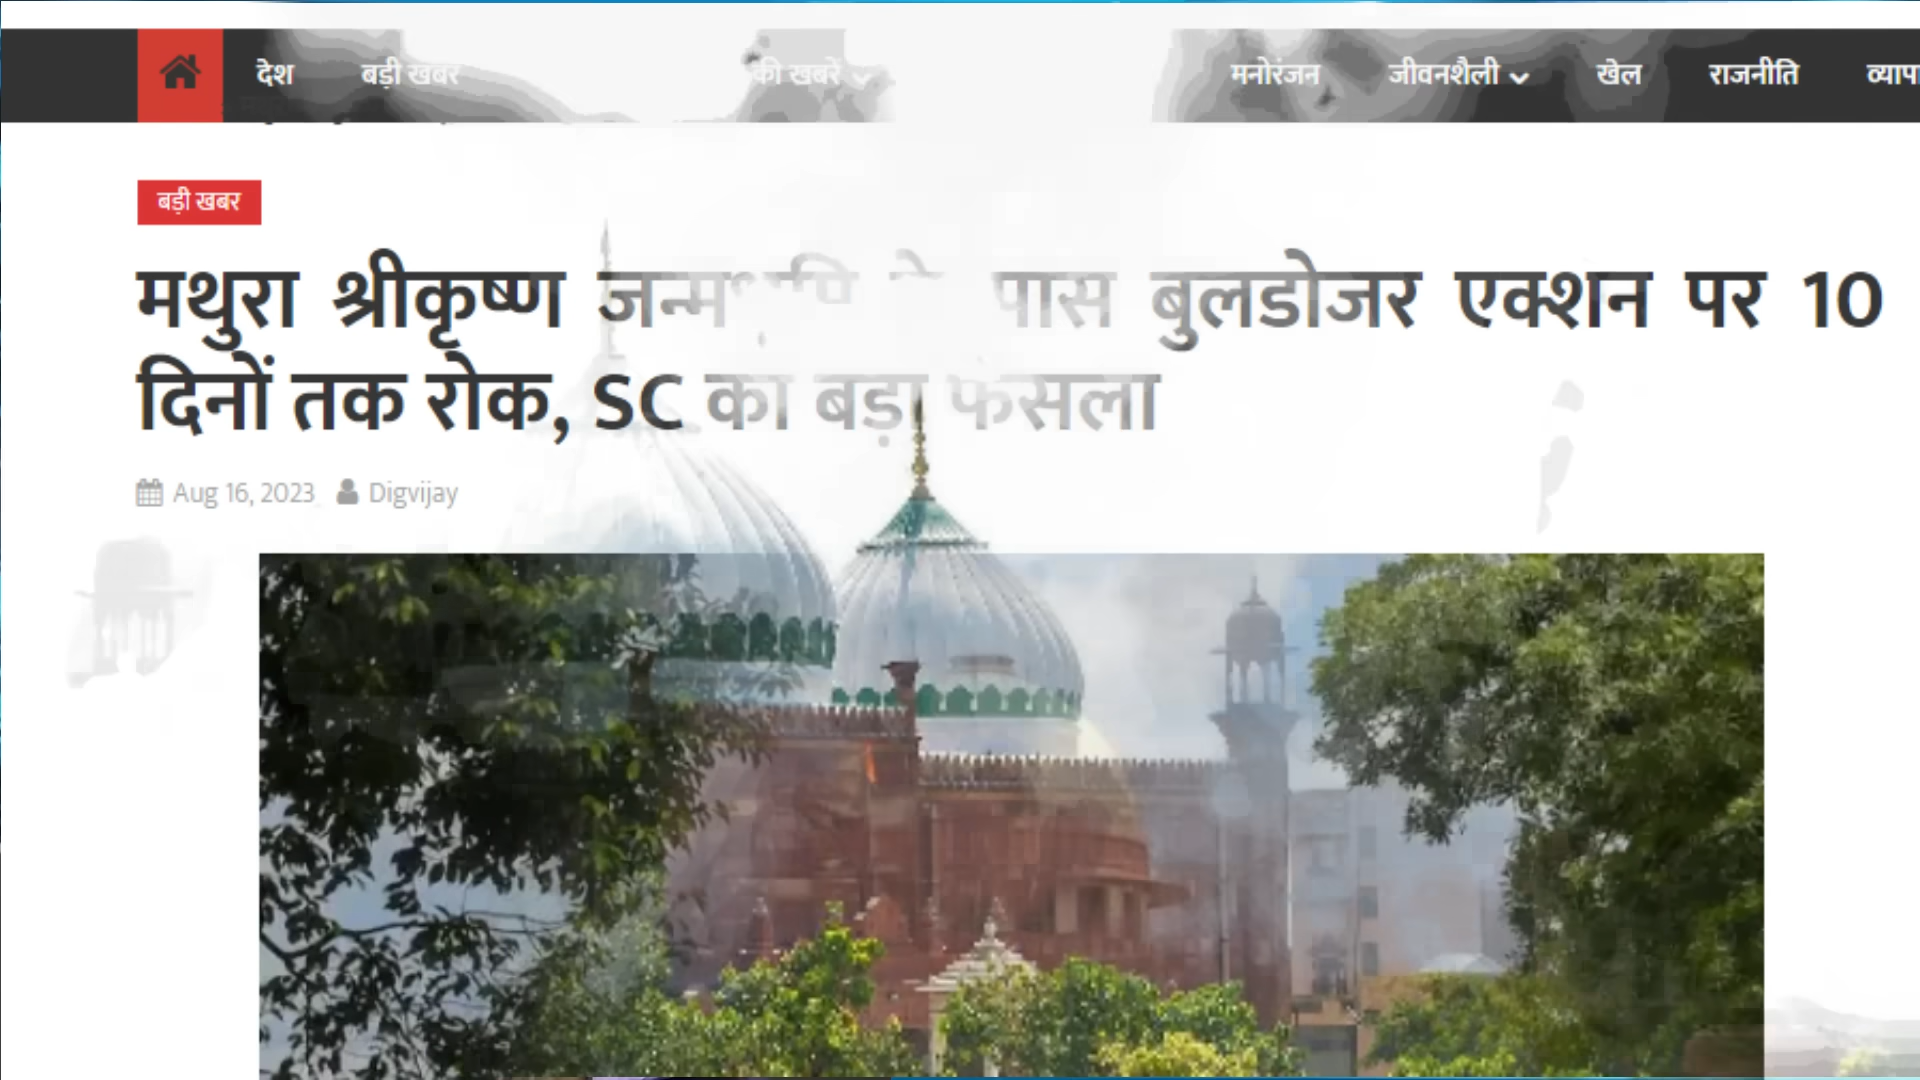 देश बड़ी खबर की खबरें मनोरंजन जीवनशैली खेल राजनीति
बड़ी खबर
मथुरा श्रीकृष्ण पास बुलडोजर एक्शन पर 10
दिनों तक रोक, SC का बड़ा फैसला
Aug 16, 2023 Digvijay